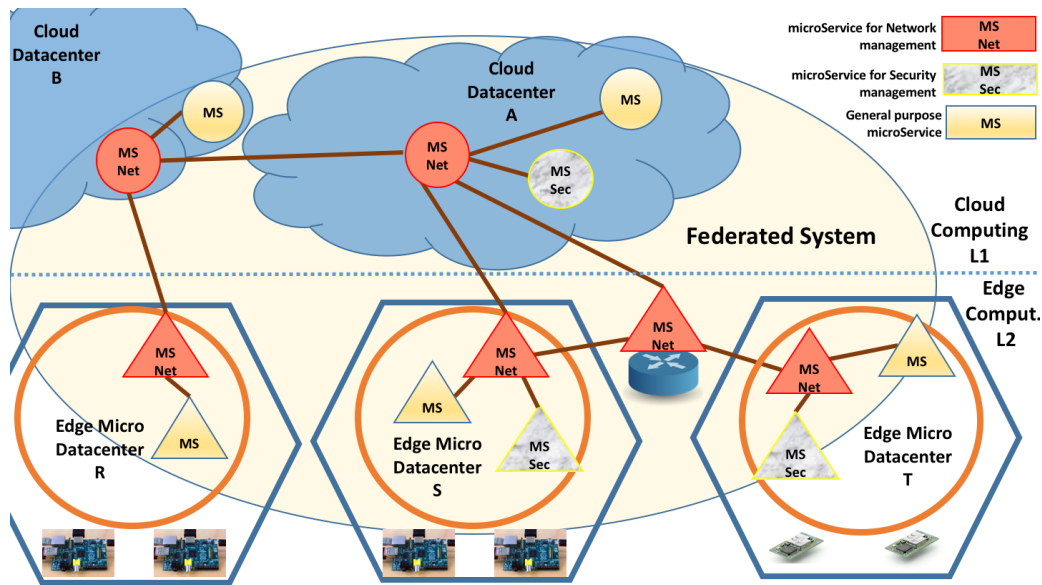 Cloud
Datacenter
B
MS
MS
Net
Cloud
Datacenter
A
MS
MS
Net
MS
Sec
microService for Network
management
MS
Net
microService for Security
management
MS
Sec
General purpose
microService
MS
Federated System
Cloud
Computing
L1
Edge
Comput.
L2
MS
Net
MS
Edge Micro
Datacenter
R
MS
Net
MS
MS
Sec
Edge Micro
Datacenter
S
MS
Net
MS
Net
MS
MS
Sec
Edge Micro
Datacenter
T